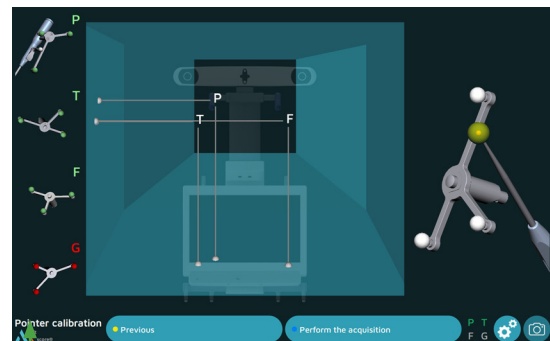 P
T
F
G
P
T
F
Pointer calibration
Previous
Perform the acquisition
P T
F G